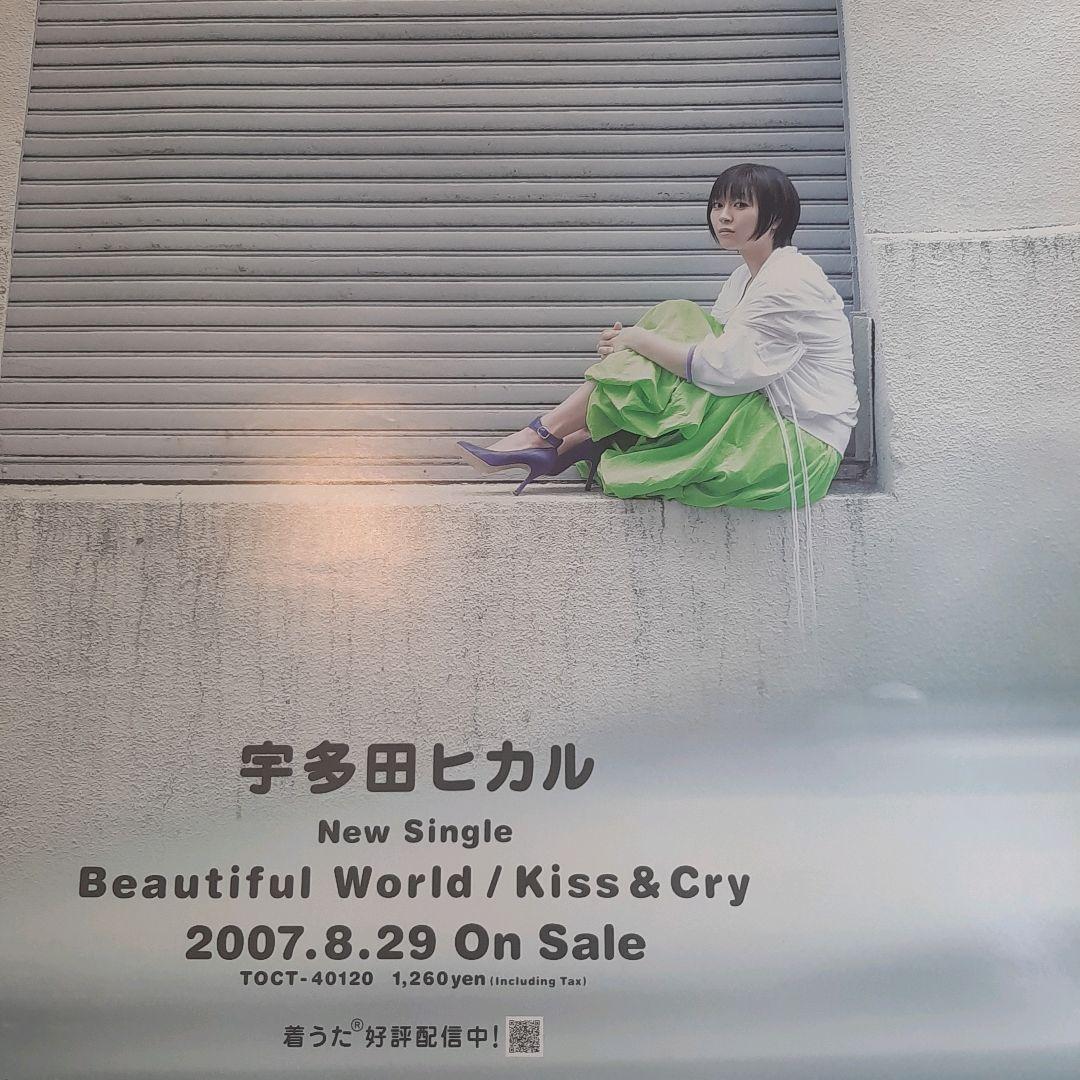 宇多田ヒカル
New Single
Beautiful World / Kiss & Cry
2007.8.29 On Sale
TOCT-40120 1,260yen (Including Tax)
着うた®好評配信中!